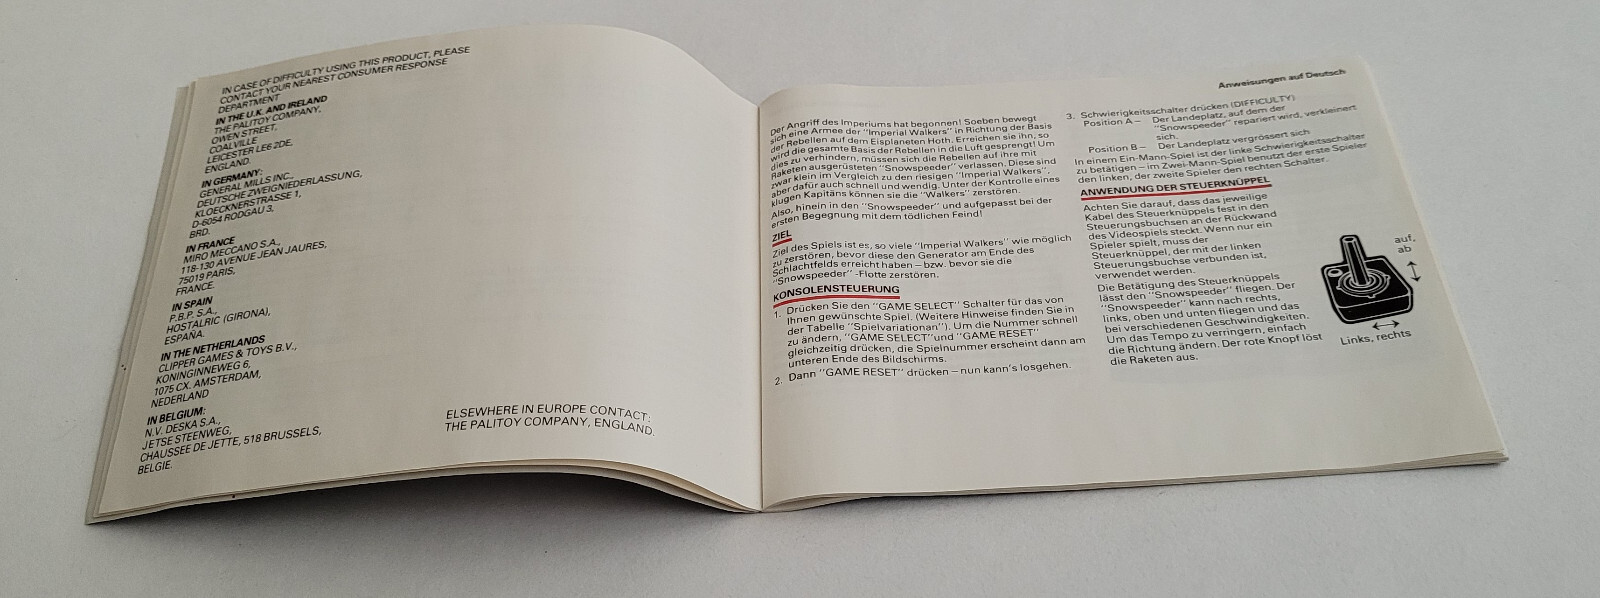 IN CASE OF DIFFICULTY USING THIS PRODUCT, PLEASE
CONTACT YOUR NEAREST CONSUMER RESPONSE
DEPARTMENT
IN THE U.K. AND IRELAND
THE PALITOY COMPANY,
OWEN STREET,
COALVILLE
LEICESTER LE6 2DE,
ENGLAND.
IN GERMANY:
GENERAL MILLS INC.,
DEUTSCHE ZWEIGNIEDERLASSUNG,
KLOECKNERSTRASSE 1,
D-6054 RODGAU 3,
BRD.
IN FRANCE
MIRO MECCANO S.A.,
118-130 AVENUE JEAN JAURES,
75019 PARIS,
FRANCE.
IN SPAIN
P.B.P. S.A.,
HOSTALRIC (GIRONA),
ESPAÑA.
IN THE NETHERLANDS
CLIPPER GAMES & TOYS B.V.,
KONINGINNEWEG 6,
1075 CX. AMSTERDAM,
NEDERLAND
IN BELGIUM:
N.V. DESKA S.A.,
JETSE STEENWEG,
CHAUSSEE DE JETTE, 518 BRUSSELS,
BELGIE.
ELSEWHERE IN EUROPE CONTACT:
THE PALITOY COMPANY, ENGLAND.
Anweisungen auf Deutsch
Der Angriff des Imperiums hat begonnen! Soeben bewegt
sich eine Armee der "Imperial Walkers" in Richtung der Basis
der Rebellen auf dem Eisplaneten Hoth. Erreichen sie ihn, so
wird die gesamte Basis der Rebellen in die Luft gesprengt! Um
dies zu verhindern, müssen sich die Rebellen auf ihre mit
Raketen ausgerüsteten "Snowspeeder" verlassen. Diese sind
zwar klein im Vergleich zu den riesigen "Imperial Walkers",
aber dafür auch schnell und wendig. Unter der Kontrolle eines
klugen Kapitäns können sie die "Walkers" zerstören.
Also, hinein in den "Snowspeeder" und aufgepasst bei der
ersten Begegnung mit dem tödlichen Feind!
ZIEL
Ziel des Spiels ist es, so viele "Imperial Walkers" wie möglich
zu zerstören, bevor diese den Generator am Ende des
Schlachtfelds erreicht haben – bzw. bevor sie die
"Snowspeeder" -Flotte zerstören.
KONSOLENSTEUERUNG
1. Drücken Sie den "GAME SELECT" Schalter für das von
Ihnen gewünschte Spiel. (Weitere Hinweise finden Sie in
der Tabelle "Spielvariationan"). Um die Nummer schnell
zu ändern, "GAME SELECT"und "GAME RESET"
gleichzeitig drücken, die Spielnummer erscheint dann am
unteren Ende des Bildschirms.
2. Dann "GAME RESET" drücken – nun kann's losgehen.
3. Schwierigkeitsschalter drücken (DIFFICULTY)
Position A – Der Landeplatz, auf dem der
"Snowspeeder" repariert wird, verkleinert
sich.
Position B – Der Landeplatz vergrössert sich
In einem Ein-Mann-Spiel ist der linke Schwierigkeitsschalter
zu betätigen – im Zwei-Mann-Spiel benutzt der erste Spieler
den linken, der zweite Spieler den rechten Schalter.
ANWENDUNG DER STEUERKNÜPPEL
Achten Sie darauf, dass das jeweilige
Kabel des Steuerknüppels fest in den
Steuerungsbuchsen an der Rückwand
des Videospiels steckt. Wenn nur ein
Spieler spielt, muss der
Steuerknüppel, der mit der linken
Steuerungsbuchse verbunden ist,
verwendet werden.
Die Betätigung des Steuerknüppels
lässt den "Snowspeeder" fliegen. Der
"Snowspeeder" kann nach rechts,
links, oben und unten fliegen und das
bei verschiedenen Geschwindigkeiten.
Um das Tempo zu verringern, einfach
die Richtung ändern. Der rote Knopf löst
die Raketen aus.
auf,
ab
Links, rechts